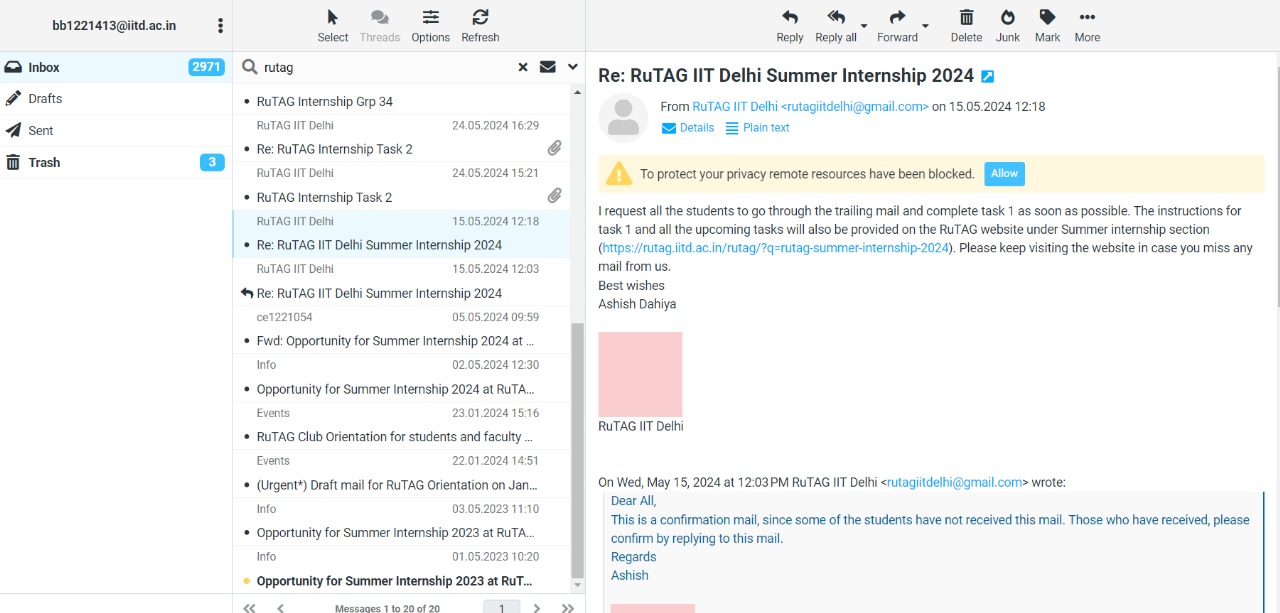 bb1221413@iitd.ac.in
Inbox 2971
Drafts
Sent
Trash 3
Select Threads Options Refresh
rutag
RuTAG Internship Grp 34
RuTAG IIT Delhi 24.05.2024 16:29
Re: RuTAG Internship Task 2
RuTAG IIT Delhi 24.05.2024 15:21
RuTAG Internship Task 2
RuTAG IIT Delhi 15.05.2024 12:18
Re: RuTAG IIT Delhi Summer Internship 2024
RuTAG IIT Delhi 15.05.2024 12:03
Re: RuTAG IIT Delhi Summer Internship 2024
ce1221054 05.05.2024 09:59
Fwd: Opportunity for Summer Internship 2024 at ...
Info 02.05.2024 12:30
Opportunity for Summer Internship 2024 at RuTA...
Events 23.01.2024 15:16
RuTAG Club Orientation for students and faculty ...
Events 22.01.2024 14:51
(Urgent*) Draft mail for RuTAG Orientation on Jan...
Info 03.05.2023 11:10
Opportunity for Summer Internship 2023 at RuTA...
Info 01.05.2023 10:20
Opportunity for Summer Internship 2023 at RuT...
Messages 1 to 20 of 20 1
Reply Reply all Forward Delete Junk Mark More
Re: RuTAG IIT Delhi Summer Internship 2024
From RuTAG IIT Delhi <rutagiitdelhi@gmail.com> on 15.05.2024 12:18
Details Plain text
To protect your privacy remote resources have been blocked. Allow
I request all the students to go through the trailing mail and complete task 1 as soon as possible. The instructions for
task 1 and all the upcoming tasks will also be provided on the RuTAG website under Summer internship section
(https://rutag.iitd.ac.in/rutag/?q=rutag-summer-internship-2024). Please keep visiting the website in case you miss any
mail from us.
Best wishes
Ashish Dahiya
RuTAG IIT Delhi
On Wed, May 15, 2024 at 12:03 PM RuTAG IIT Delhi <rutagiitdelhi@gmail.com> wrote:
Dear All,
This is a confirmation mail, since some of the students have not received this mail. Those who have received, please
confirm by replying to this mail.
Regards
Ashish